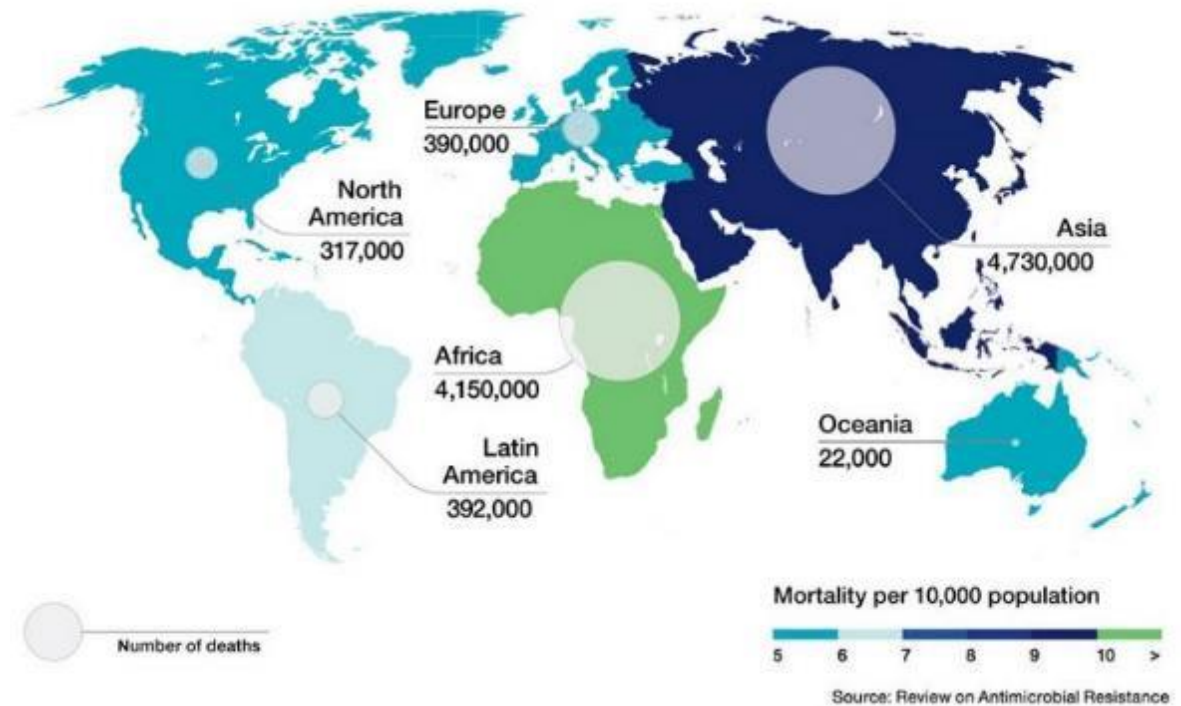 Europe
390,000
North
America
317,000
Asia
4,730,000
Africa
4,150,000
Oceania
22,000
Latin
America
392,000
Number of deaths
Mortality per 10,000 population
5 6 7 8 9 10 >
Source: Review on Antimicrobial Resistance